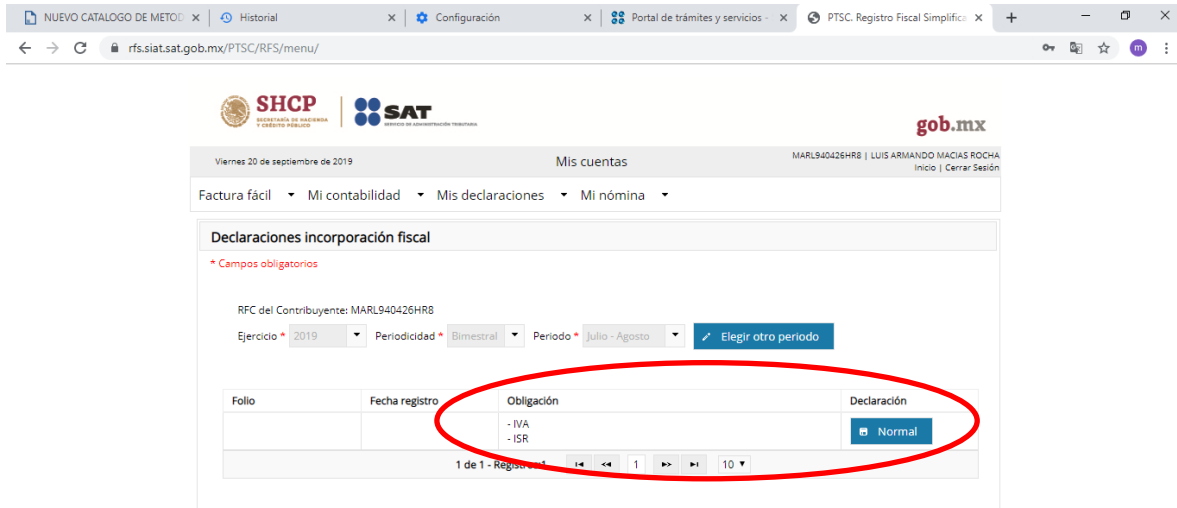 NUEVO CATALOGO DE METOD
Historial
Configuración
Portal de trámites y servicios -
PTSC. Registro Fiscal Simplifica
rfs.siat.sat.gob.mx/PTSC/RFS/menu/
m
SHCP
SECRETARÍA DE HACIENDA
Y CRÉDITO PÚBLICO
SAT
SERVICIO DE ADMINISTRACIÓN TRIBUTARIA
gob.mx
Viernes 20 de septiembre de 2019
Mis cuentas
MARL940426HR8 | LUIS ARMANDO MACIAS ROCHA
Inicio | Cerrar Sesión
Factura fácil Mi contabilidad Mis declaraciones Mi nómina
Declaraciones incorporación fiscal
* Campos obligatorios
RFC del Contribuyente: MARL940426HR8
Ejercicio * 2019 Periodicidad * Bimestral Periodo * Julio - Agosto Elegir otro periodo
Folio Fecha registro Obligación Declaración
- IVA
- ISR
Normal
1 de 1 - 1 10